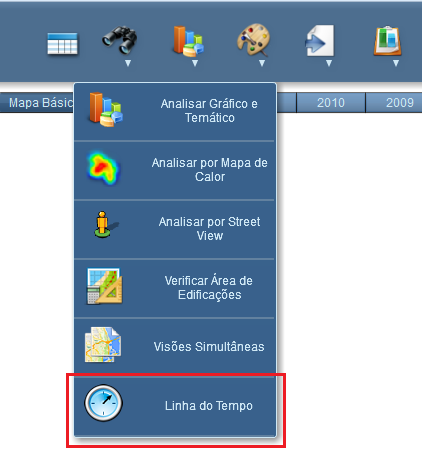 Mapa Básic
2010
2009
Analisar Gráfico e
Temático
Analisar por Mapa de
Calor
Analisar por Street
View
Verificar Área de
Edificações
Visões Simultâneas
Linha do Tempo